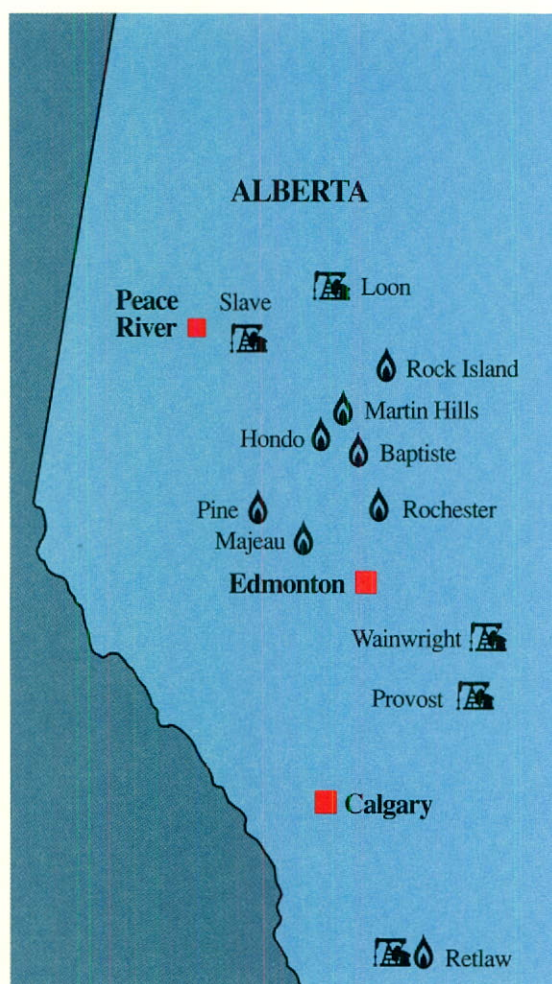 ALBERTA
Loon
Peace
River
Slave
Rock Island
Martin Hills
Hondo
Baptiste
Pine
Rochester
Majeau
Edmonton
Wainwright
Provost
Calgary
Retlaw